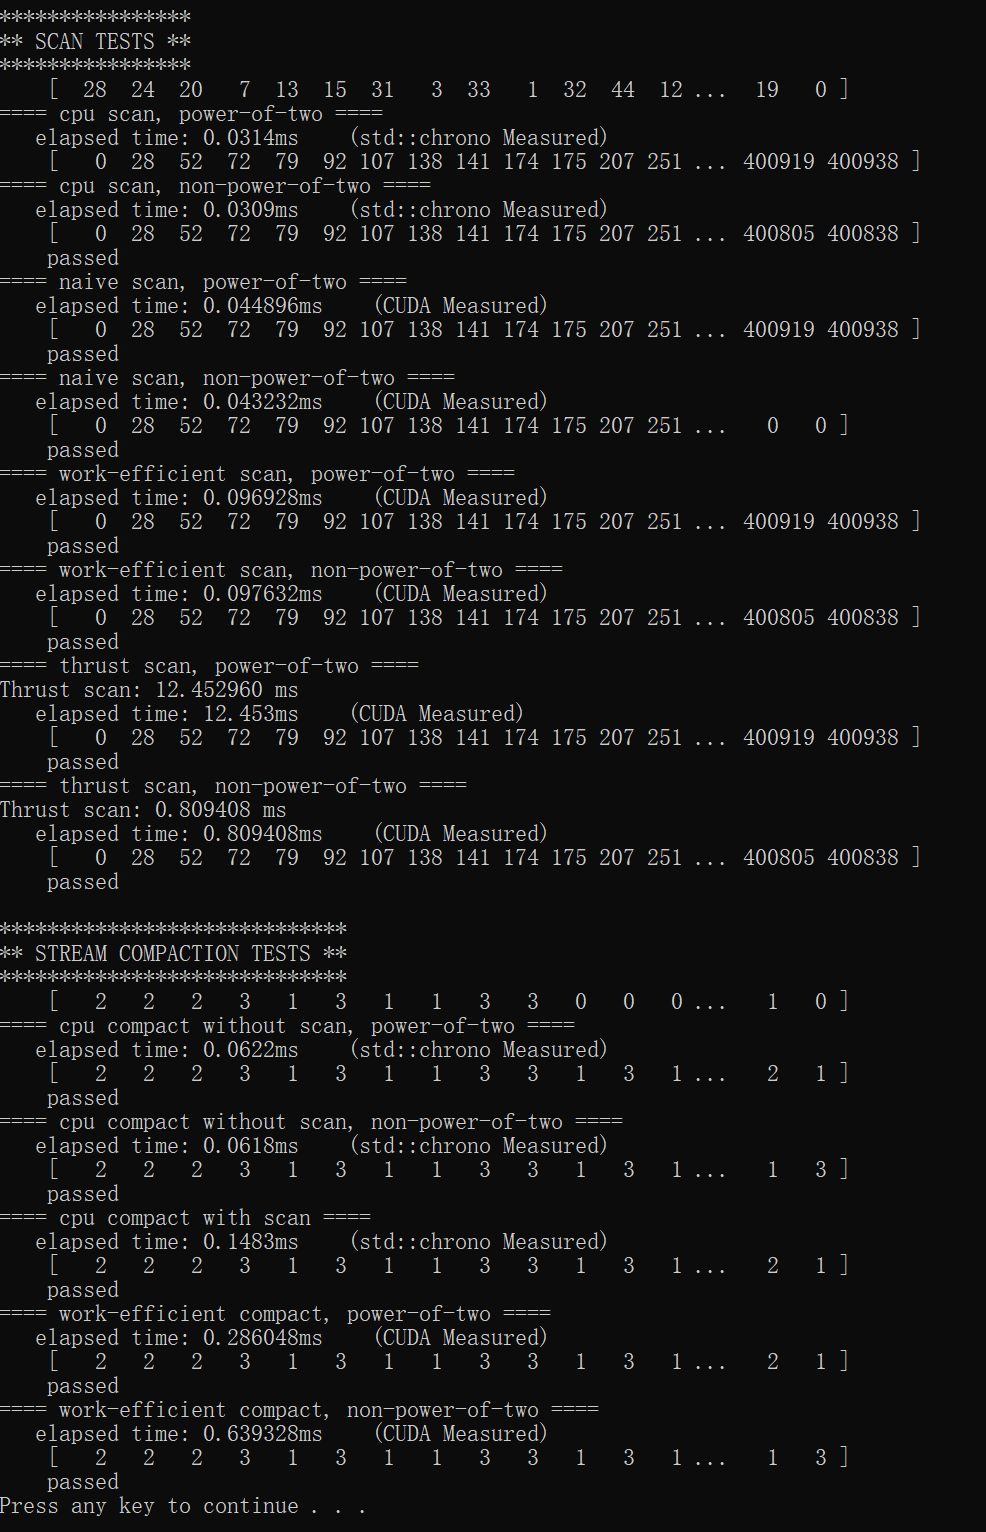 ****************
** SCAN TESTS **
****************
    [  28  24  20   7  13  15  31   3  33   1  32  44  12 ...  19   0 ]
==== cpu scan, power-of-two ====
   elapsed time: 0.0314ms    (std::chrono Measured)
    [   0  28  52  72  79  92 107 138 141 174 175 207 251 ... 400919 400938 ]
==== cpu scan, non-power-of-two ====
   elapsed time: 0.0309ms    (std::chrono Measured)
    [   0  28  52  72  79  92 107 138 141 174 175 207 251 ... 400805 400838 ]
    passed
==== naive scan, power-of-two ====
   elapsed time: 0.044896ms    (CUDA Measured)
    [   0  28  52  72  79  92 107 138 141 174 175 207 251 ... 400919 400938 ]
    passed
==== naive scan, non-power-of-two ====
   elapsed time: 0.043232ms    (CUDA Measured)
    [   0  28  52  72  79  92 107 138 141 174 175 207 251 ...   0   0 ]
    passed
==== work-efficient scan, power-of-two ====
   elapsed time: 0.096928ms    (CUDA Measured)
    [   0  28  52  72  79  92 107 138 141 174 175 207 251 ... 400919 400938 ]
    passed
==== work-efficient scan, non-power-of-two ====
   elapsed time: 0.097632ms    (CUDA Measured)
    [   0  28  52  72  79  92 107 138 141 174 175 207 251 ... 400805 400838 ]
    passed
==== thrust scan, power-of-two ====
Thrust scan: 12.452960 ms
   elapsed time: 12.453ms    (CUDA Measured)
    [   0  28  52  72  79  92 107 138 141 174 175 207 251 ... 400919 400938 ]
    passed
==== thrust scan, non-power-of-two ====
Thrust scan: 0.809408 ms
   elapsed time: 0.809408ms    (CUDA Measured)
    [   0  28  52  72  79  92 107 138 141 174 175 207 251 ... 400805 400838 ]
    passed

*****************************
** STREAM COMPACTION TESTS **
*****************************
    [   2   2   2   3   1   3   1   1   3   3   0   0   0 ...   1   0 ]
==== cpu compact without scan, power-of-two ====
   elapsed time: 0.0622ms    (std::chrono Measured)
    [   2   2   2   3   1   3   1   1   3   3   1   3   1 ...   2   1 ]
    passed
==== cpu compact without scan, non-power-of-two ====
   elapsed time: 0.0618ms    (std::chrono Measured)
    [   2   2   2   3   1   3   1   1   3   3   1   3   1 ...   1   3 ]
    passed
==== cpu compact with scan ====
   elapsed time: 0.1483ms    (std::chrono Measured)
    [   2   2   2   3   1   3   1   1   3   3   1   3   1 ...   2   1 ]
    passed
==== work-efficient compact, power-of-two ====
   elapsed time: 0.286048ms    (CUDA Measured)
    [   2   2   2   3   1   3   1   1   3   3   1   3   1 ...   2   1 ]
    passed
==== work-efficient compact, non-power-of-two ====
   elapsed time: 0.639328ms    (CUDA Measured)
    [   2   2   2   3   1   3   1   1   3   3   1   3   1 ...   1   3 ]
    passed
Press any key to continue . . .